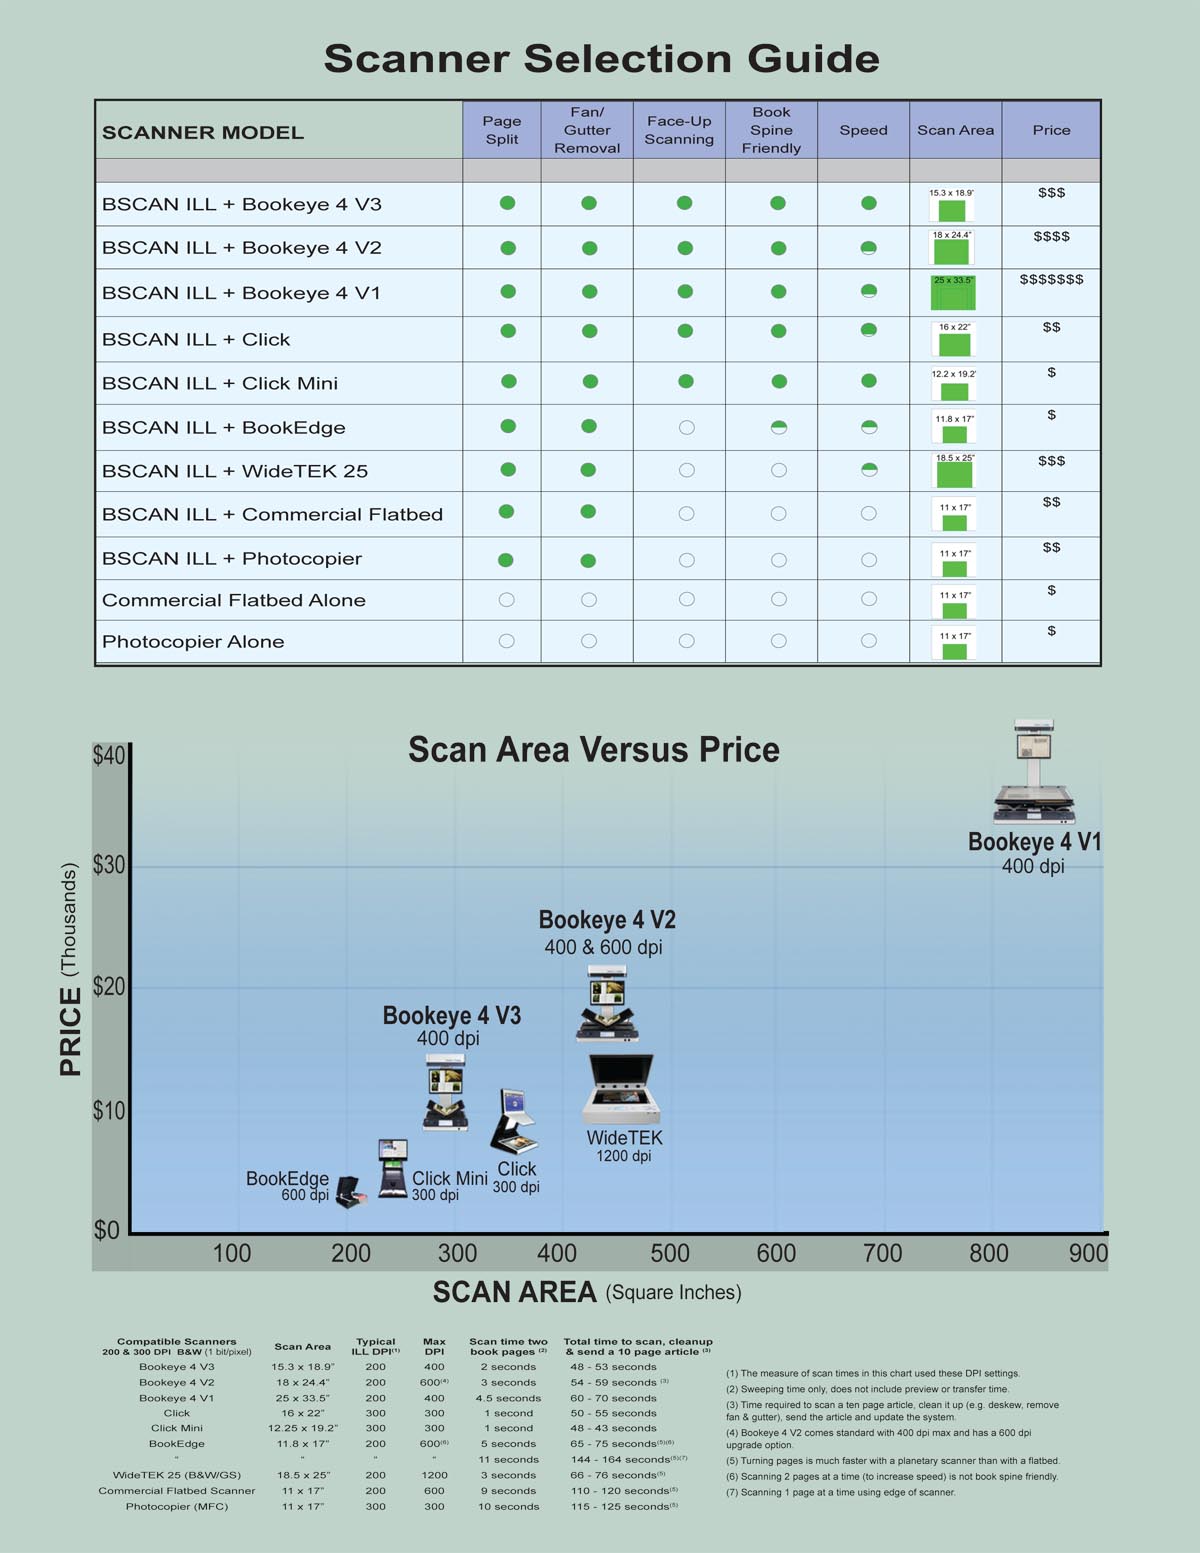 Scanner Selection Guide
SCANNER MODEL
Page
Split
Fan/
Gutter
Removal
Face-Up
Scanning
Book
Spine
Friendly
Speed
Scan Area
Price
BSCAN ILL + Bookeye 4 V3 15.3 x 18.9" $$$
BSCAN ILL + Bookeye 4 V2 18 x 24.4" $$$$
BSCAN ILL + Bookeye 4 V1 25 x 33.5" $$$$$$$
BSCAN ILL + Click 16 x 22" $$
BSCAN ILL + Click Mini 12.2 x 19.2' $
BSCAN ILL + BookEdge 11.8 x 17" $
BSCAN ILL + WideTEK 25 18.5 x 25" $$$
BSCAN ILL + Commercial Flatbed 11 x 17" $$
BSCAN ILL + Photocopier 11 x 17" $$
Commercial Flatbed Alone 11 x 17" $
Photocopier Alone 11 x 17" $
Scan Area Versus Price
PRICE (Thousands)
$40
$30
$20
$10
$0
Bookeye 4 V1
400 dpi
Bookeye 4 V2
400 & 600 dpi
Bookeye 4 V3
400 dpi
WideTEK
1200 dpi
Click
300 dpi
Click Mini
300 dpi
BookEdge
600 dpi
100 200 300 400 500 600 700 800 900
SCAN AREA (Square Inches)
Compatible Scanners
200 & 300 DPI B&W (1 bit/pixel)
Scan Area
Typical
ILL DPI(1)
Max
DPI
Scan time two
book pages (2)
Total time to scan, cleanup
& send a 10 page article (3)
Bookeye 4 V3 15.3 x 18.9" 200 400 2 seconds 48 - 53 seconds
Bookeye 4 V2 18 x 24.4" 200 600(4) 3 seconds 54 - 59 seconds (3)
Bookeye 4 V1 25 x 33.5" 200 400 4.5 seconds 60 - 70 seconds
Click 16 x 22" 300 300 1 second 50 - 55 seconds
Click Mini 12.25 x 19.2" 300 300 1 second 48 - 43 seconds
BookEdge 11.8 x 17" 200 600(6) 5 seconds 65 - 75 seconds(5)(6)
" " " " 11 seconds 144 - 164 seconds(5)(7)
WideTEK 25 (B&W/GS) 18.5 x 25" 200 1200 3 seconds 66 - 76 seconds(5)
Commercial Flatbed Scanner 11 x 17" 200 600 9 seconds 110 - 120 seconds(5)
Photocopier (MFC) 11 x 17" 300 300 10 seconds 115 - 125 seconds(5)
(1) The measure of scan times in this chart used these DPI settings.
(2) Sweeping time only, does not include preview or transfer time.
(3) Time required to scan a ten page article, clean it up (e.g. deskew, remove
fan & gutter), send the article and update the system.
(4) Bookeye 4 V2 comes standard with 400 dpi max and has a 600 dpi
upgrade option.
(5) Turning pages is much faster with a planetary scanner than with a flatbed.
(6) Scanning 2 pages at a time (to increase speed) is not book spine friendly.
(7) Scanning 1 page at a time using edge of scanner.